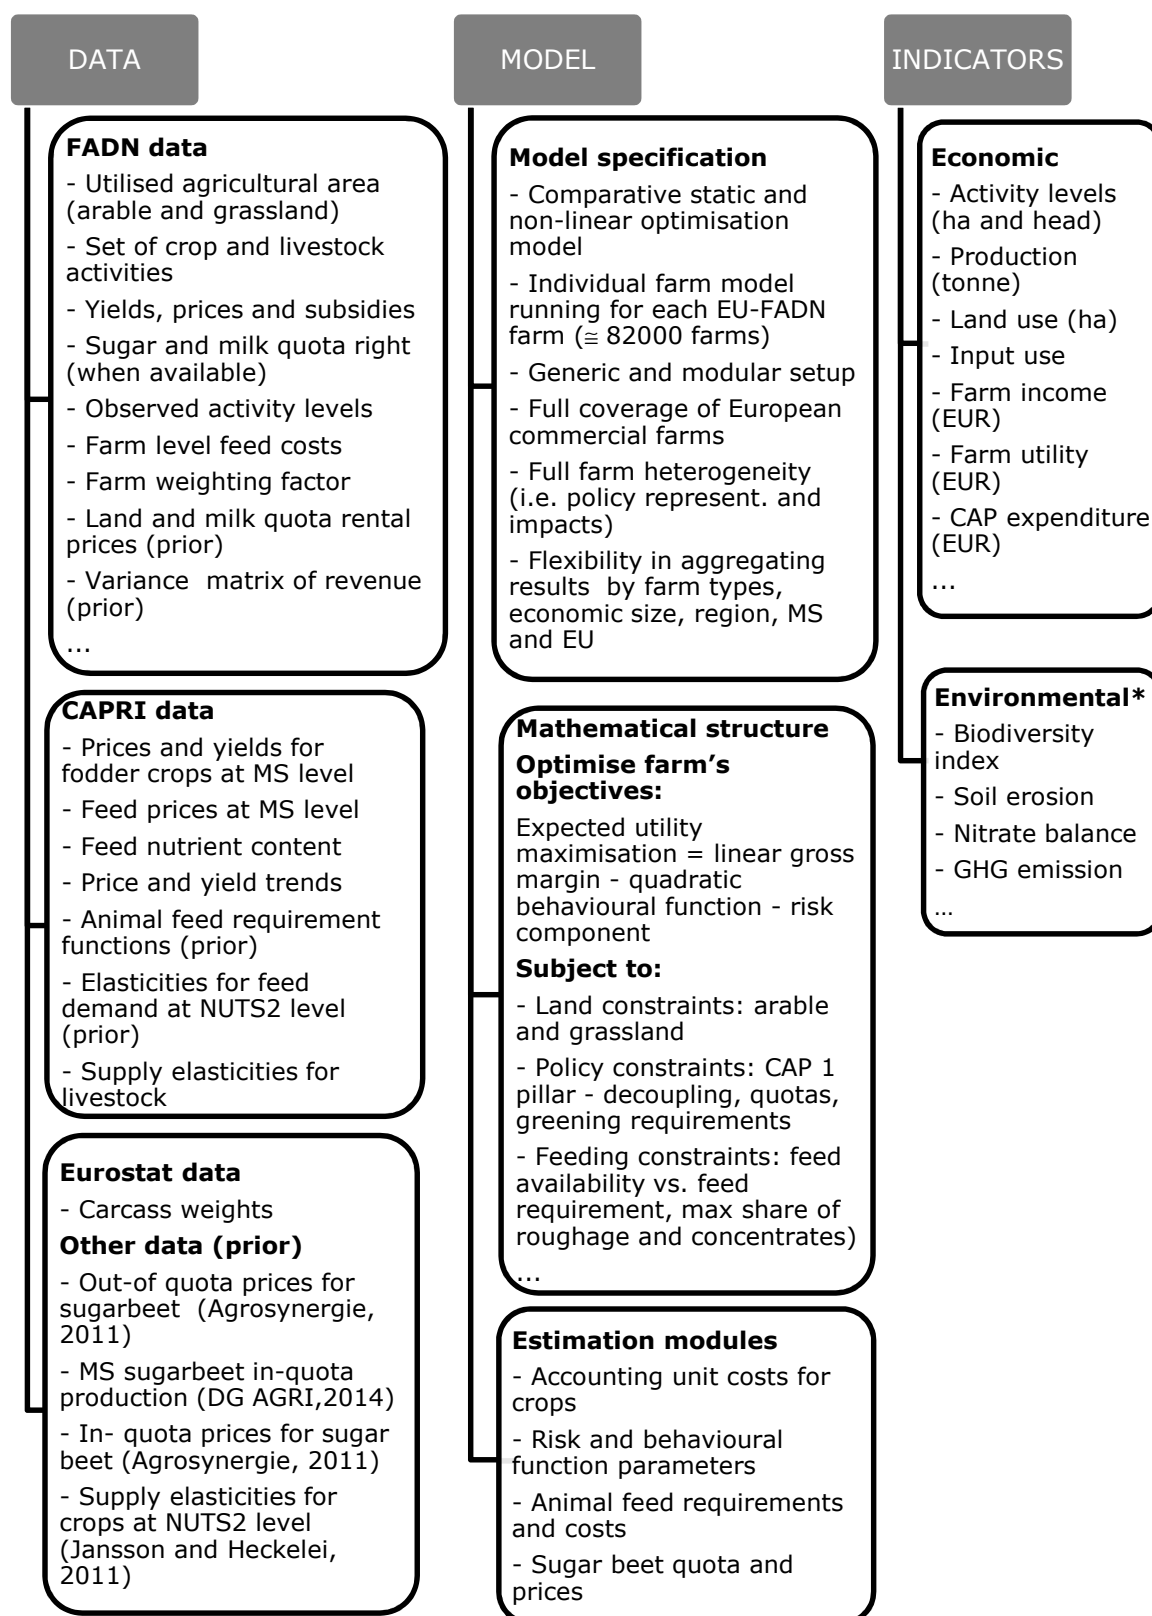 DATA
FADN data
- Utilised agricultural area
(arable and grassland)
- Set of crop and livestock
activities
- Yields, prices and subsidies
- Sugar and milk quota right
(when available)
- Observed activity levels
- Farm level feed costs
- Farm weighting factor
- Land and milk quota rental
prices (prior)
- Variance  matrix of revenue
(prior)
...
CAPRI data
- Prices and yields for
fodder crops at MS level
- Feed prices at MS level
- Feed nutrient content
- Price and yield trends
- Animal feed requirement
functions (prior)
- Elasticities for feed
demand at NUTS2 level
(prior)
- Supply elasticities for
livestock
Eurostat data
- Carcass weights
Other data (prior)
- Out-of quota prices for
sugarbeet  (Agrosynergie,
2011)
- MS sugarbeet in-quota
production (DG AGRI,2014)
- In- quota prices for sugar
beet (Agrosynergie, 2011)
- Supply elasticities for
crops at NUTS2 level
(Jansson and Heckelei,
2011)
MODEL
Model specification
- Comparative static and
non-linear optimisation
model
- Individual farm model
running for each EU-FADN
farm (≅ 82000 farms)
- Generic and modular setup
- Full coverage of European
commercial farms
- Full farm heterogeneity
(i.e. policy represent. and
impacts)
- Flexibility in aggregating
results  by farm types,
economic size, region, MS
and EU
Mathematical structure
Optimise farm's
objectives:
Expected utility
maximisation = linear gross
margin - quadratic
behavioural function - risk
component
Subject to:
- Land constraints: arable
and grassland
- Policy constraints: CAP 1
pillar - decoupling, quotas,
greening requirements
- Feeding constraints: feed
availability vs. feed
requirement, max share of
roughage and concentrates)
...
Estimation modules
- Accounting unit costs for
crops
- Risk and behavioural
function parameters
- Animal feed requirements
and costs
- Sugar beet quota and
prices
INDICATORS
Economic
- Activity levels
(ha and head)
- Production
(tonne)
- Land use (ha)
- Input use
- Farm income
(EUR)
- Farm utility
(EUR)
- CAP expenditure
(EUR)
...
Environmental*
- Biodiversity
index
- Soil erosion
- Nitrate balance
- GHG emission
...